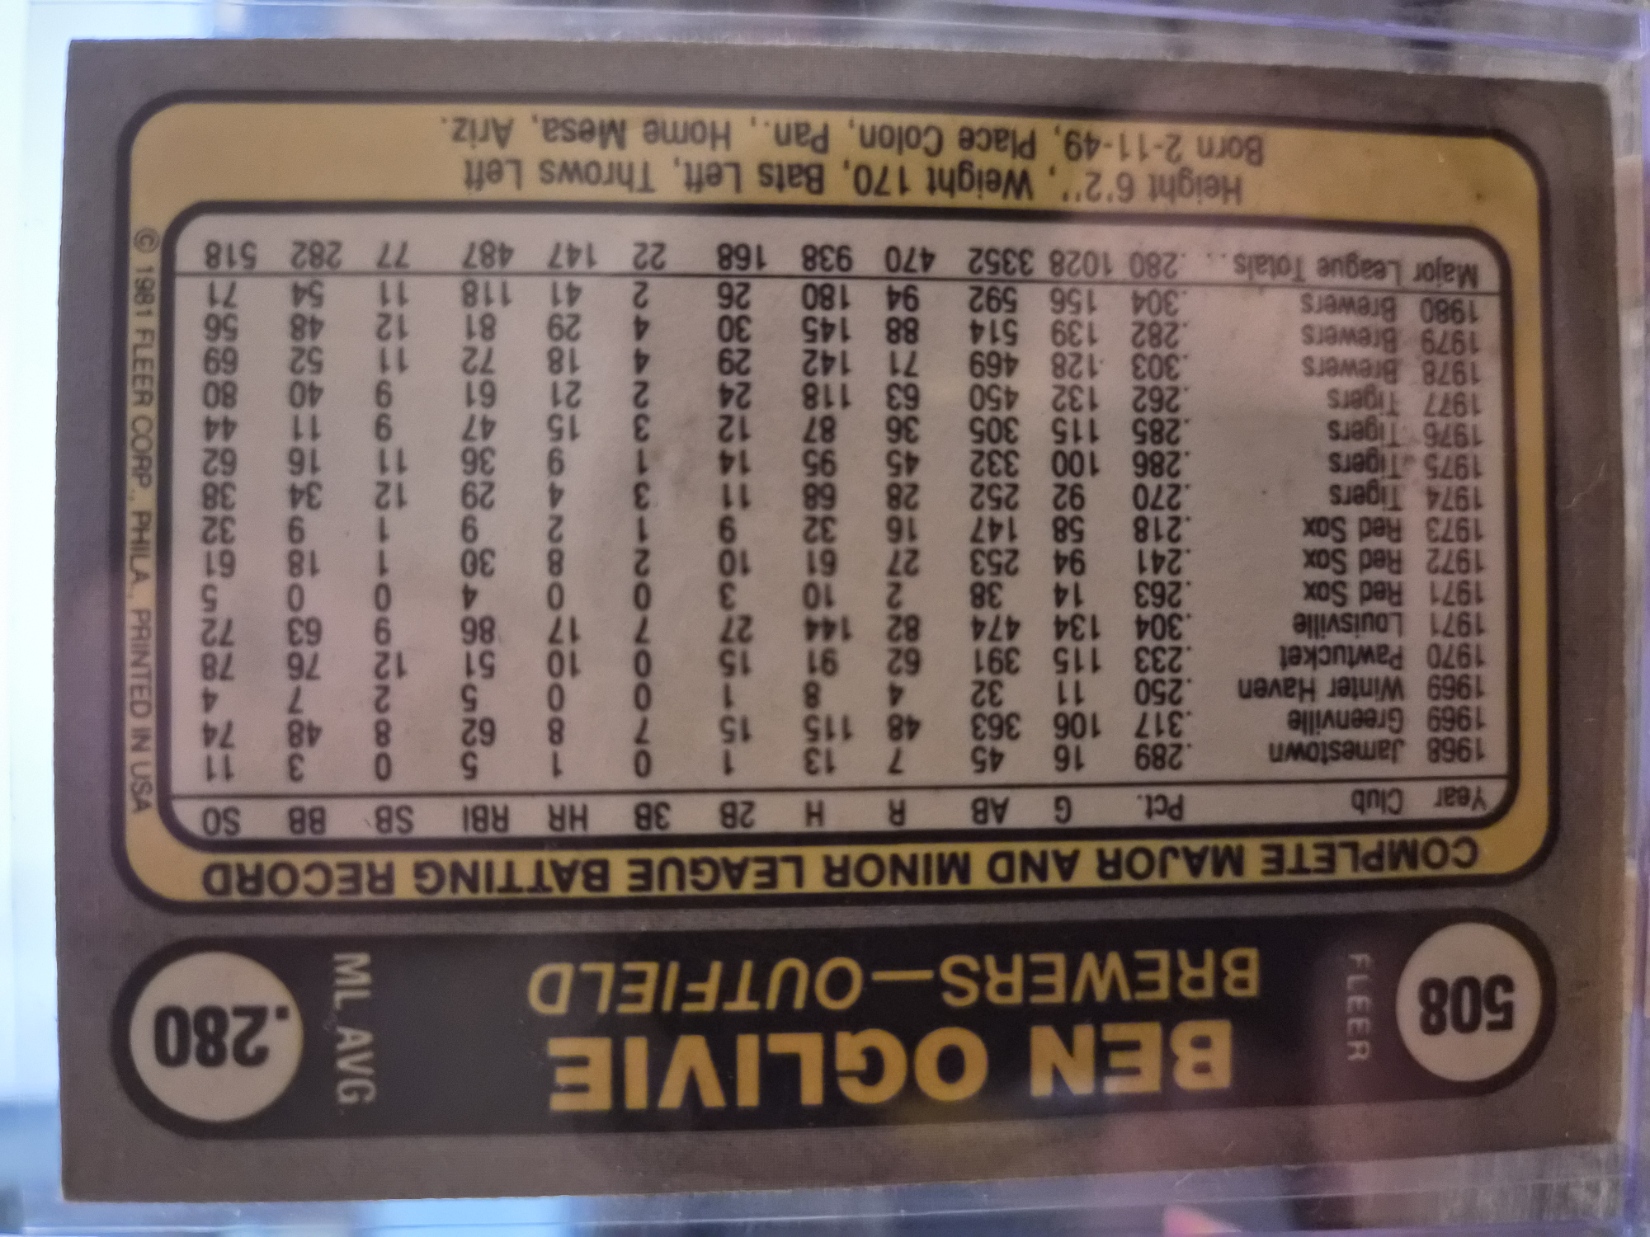 508
FLEER
BEN OGLIVIE
BREWERS—OUTFIELD
ML AVG.
.280
COMPLETE MAJOR AND MINOR LEAGUE BATTING RECORD
Year Club Pct. G AB R H 2B 3B HR RBI SB BB SO
1968 Jamestown .289 16 45 7 13 1 0 1 5 0 3 11
1969 Greenville .317 106 363 48 115 15 7 8 62 8 48 74
1969 Winter Haven .250 11 32 4 8 1 0 0 5 2 7 4
1970 Pawtucket .233 115 391 62 91 15 0 10 51 12 76 78
1971 Louisville .304 134 474 82 144 27 7 17 86 9 63 72
1971 Red Sox .263 14 38 2 10 3 0 0 4 0 0 5
1972 Red Sox .241 94 253 27 61 10 2 8 30 1 18 61
1973 Red Sox .218 58 147 16 32 9 1 2 9 1 9 32
1974 Tigers .270 92 252 28 68 11 3 4 29 12 34 38
1975 Tigers .286 100 332 45 95 14 1 9 36 11 16 62
1976 Tigers .285 115 305 36 87 12 3 15 47 9 11 44
1977 Tigers .262 132 450 63 118 24 2 21 61 9 40 80
1978 Brewers .303 128 469 71 142 29 4 18 72 11 52 69
1979 Brewers .282 139 514 88 145 30 4 29 81 12 48 56
1980 Brewers .304 156 592 94 180 26 2 41 118 11 54 71
Major League Totals .. .280 1028 3352 470 938 168 22 147 487 77 282 518
Height 6'2", Weight 170, Bats Left, Throws Left
Born 2-11-49, Place Colon, Pan., Home Mesa, Ariz.
© 1981 FLEER CORP., PHILA., PRINTED IN USA